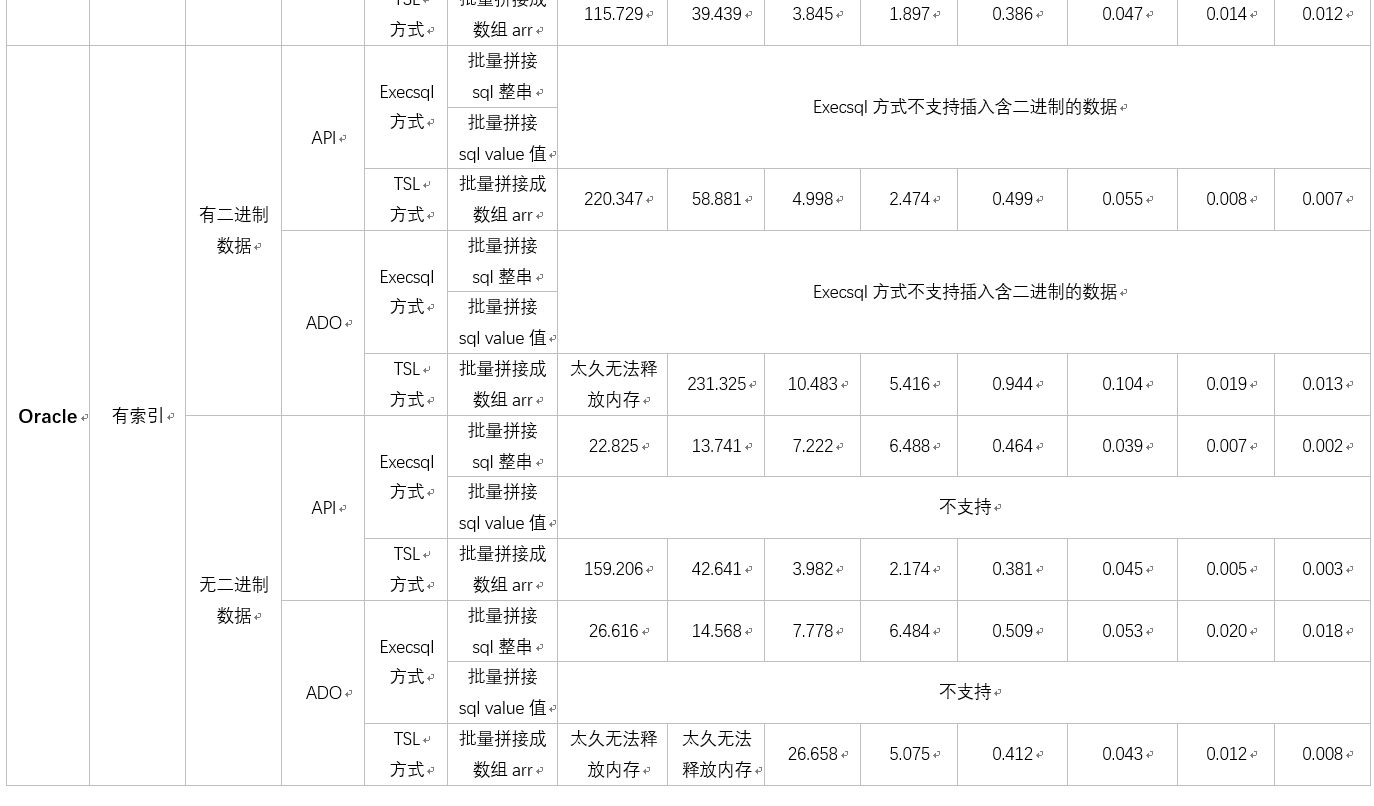 TSL 批量拼接成 115.729 39.439 3.845 1.897 0.386 0.047 0.014 0.012
方式 数组 arr
Oracle
有索引
有二进制
数据
API
Execsql
方式
批量拼接
sql 整串
批量拼接
sql value 值
Execsql 方式不支持插入含二进制的数据
TSL
方式
批量拼接成
数组 arr
220.347 58.881 4.998 2.474 0.499 0.055 0.008 0.007
ADO
Execsql
方式
批量拼接
sql 整串
批量拼接
sql value 值
Execsql 方式不支持插入含二进制的数据
TSL
方式
批量拼接成
数组 arr
太久无法释
放内存
231.325 10.483 5.416 0.944 0.104 0.019 0.013
无二进制
数据
API
Execsql
方式
批量拼接
sql 整串
22.825 13.741 7.222 6.488 0.464 0.039 0.007 0.002
批量拼接
sql value 值
不支持
TSL
方式
批量拼接成
数组 arr
159.206 42.641 3.982 2.174 0.381 0.045 0.005 0.003
ADO
Execsql
方式
批量拼接
sql 整串
26.616 14.568 7.778 6.484 0.509 0.053 0.020 0.018
批量拼接
sql value 值
不支持
TSL
方式
批量拼接成
数组 arr
太久无法释
放内存
太久无法
释放内存
26.658 5.075 0.412 0.043 0.012 0.008